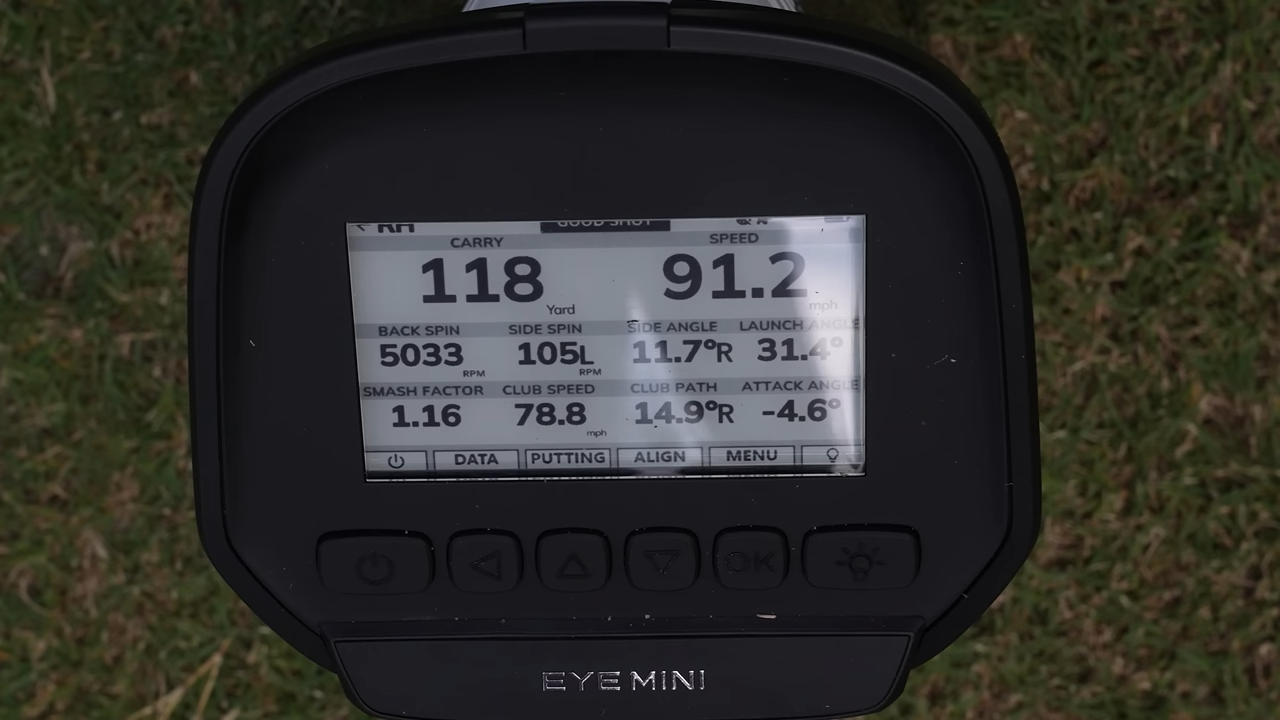 RH GOOD SHOT
CARRY SPEED
118 Yard 91.2 mph
BACK SPIN SIDE SPIN SIDE ANGLE LAUNCH ANGLE
5033 RPM 105L RPM 11.7°R 31.4°
SMASH FACTOR CLUB SPEED CLUB PATH ATTACK ANGLE
1.16 78.8 mph 14.9°R -4.6°
DATA PUTTING ALIGN MENU
OK
EYE MINI